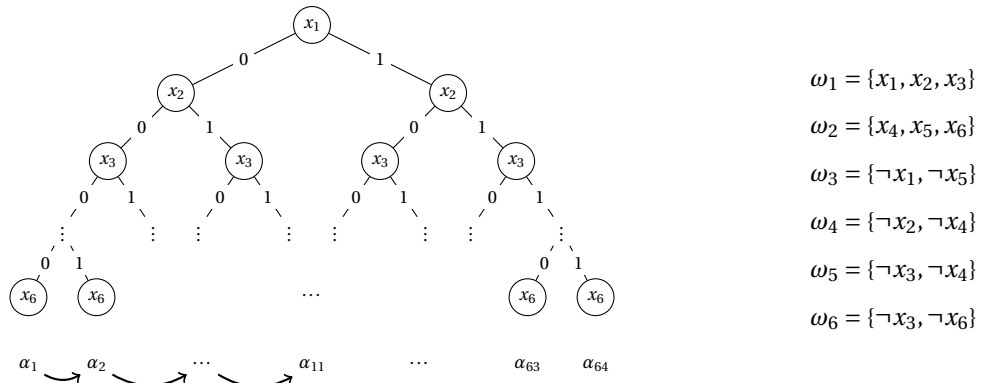 x₁
0 1
x₂ x₂
0 1 0 1
x₃ x₃ x₃ x₃
0 1 0 1 0 1 0 1
⋮ ⋮ ⋮ ⋮ ⋮ ⋮ ⋮ ⋮
0 1 0 1
x₆ x₆ ⋯ x₆ x₆
α₁ α₂ ⋯ α₁₁ ⋯ α₆₃ α₆₄
ω₁ = {x₁, x₂, x₃}
ω₂ = {x₄, x₅, x₆}
ω₃ = {¬x₁, ¬x₅}
ω₄ = {¬x₂, ¬x₄}
ω₅ = {¬x₃, ¬x₄}
ω₆ = {¬x₃, ¬x₆}